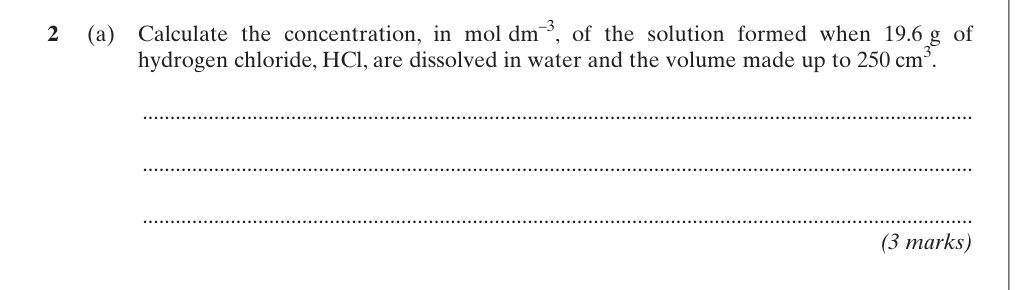 2 (a) Calculate the concentration, in mol dm⁻³, of the solution formed when 19.6 g of
hydrogen chloride, HCl, are dissolved in water and the volume made up to 250 cm³.
(3 marks)